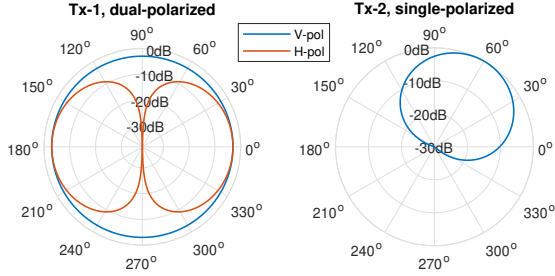 Tx-1, dual-polarized
90°
60°
30°
0°
330°
300°
270°
240°
210°
180°
150°
120°
0dB
-10dB
-20dB
-30dB
V-pol
H-pol
Tx-2, single-polarized
90°
60°
30°
0°
330°
300°
270°
240°
210°
180°
150°
120°
0dB
-10dB
-20dB
-30dB